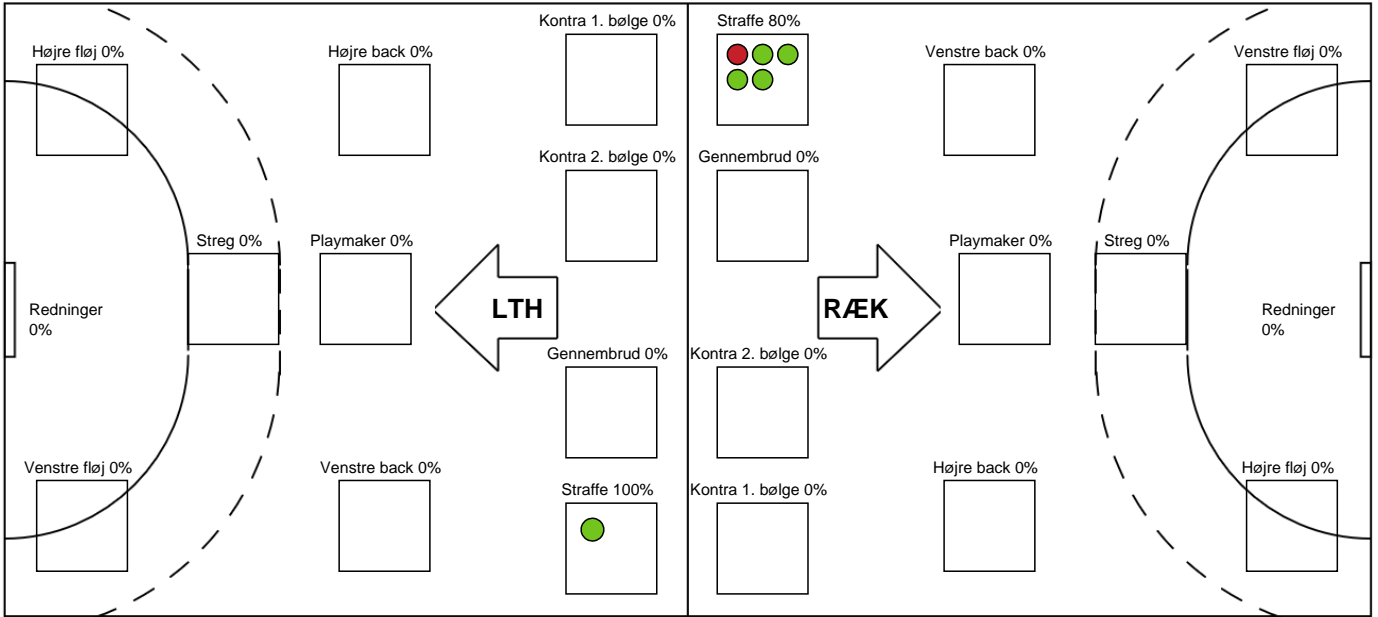 Kontra 1. bølge 0%
Straffe 80%
Højre fløj 0%
Højre back 0%
Venstre back 0%
Venstre fløj 0%
Kontra 2. bølge 0%
Gennembrud 0%
Streg 0%
Playmaker 0%
Playmaker 0%
Streg 0%
Redninger
0%
LTH
RÆK
Redninger
0%
Gennembrud 0%
Kontra 2. bølge 0%
Venstre fløj 0%
Venstre back 0%
Højre back 0%
Højre fløj 0%
Straffe 100%
Kontra 1. bølge 0%